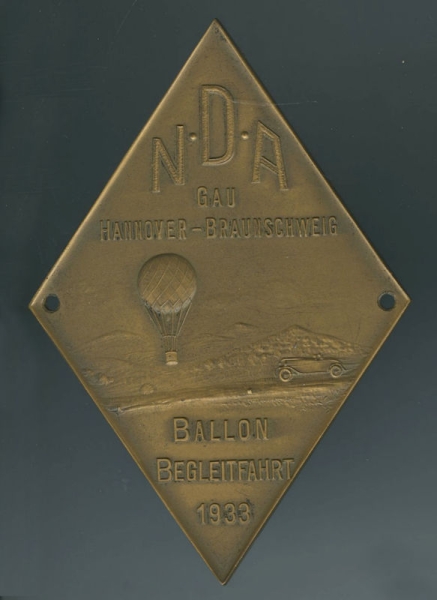 N·D·A
GAU
HANNOVER-BRAUNSCHWEIG
BALLON
BEGLEITFAHRT
1933